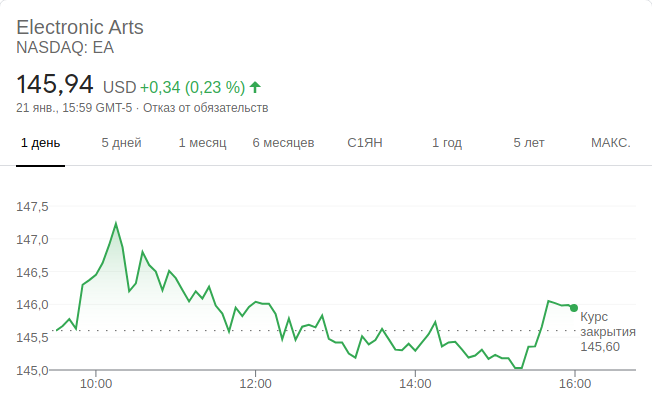 Electronic Arts
NASDAQ: EA
145,94 USD +0,34 (0,23 %)
21 янв., 15:59 GMT-5 · Отказ от обязательств
1 день 5 дней 1 месяц 6 месяцев С1ЯН 1 год 5 лет МАКС.
147,5
147,0
146,5
146,0
145,5
145,0
Курс
закрытия
145,60
10:00 12:00 14:00 16:00